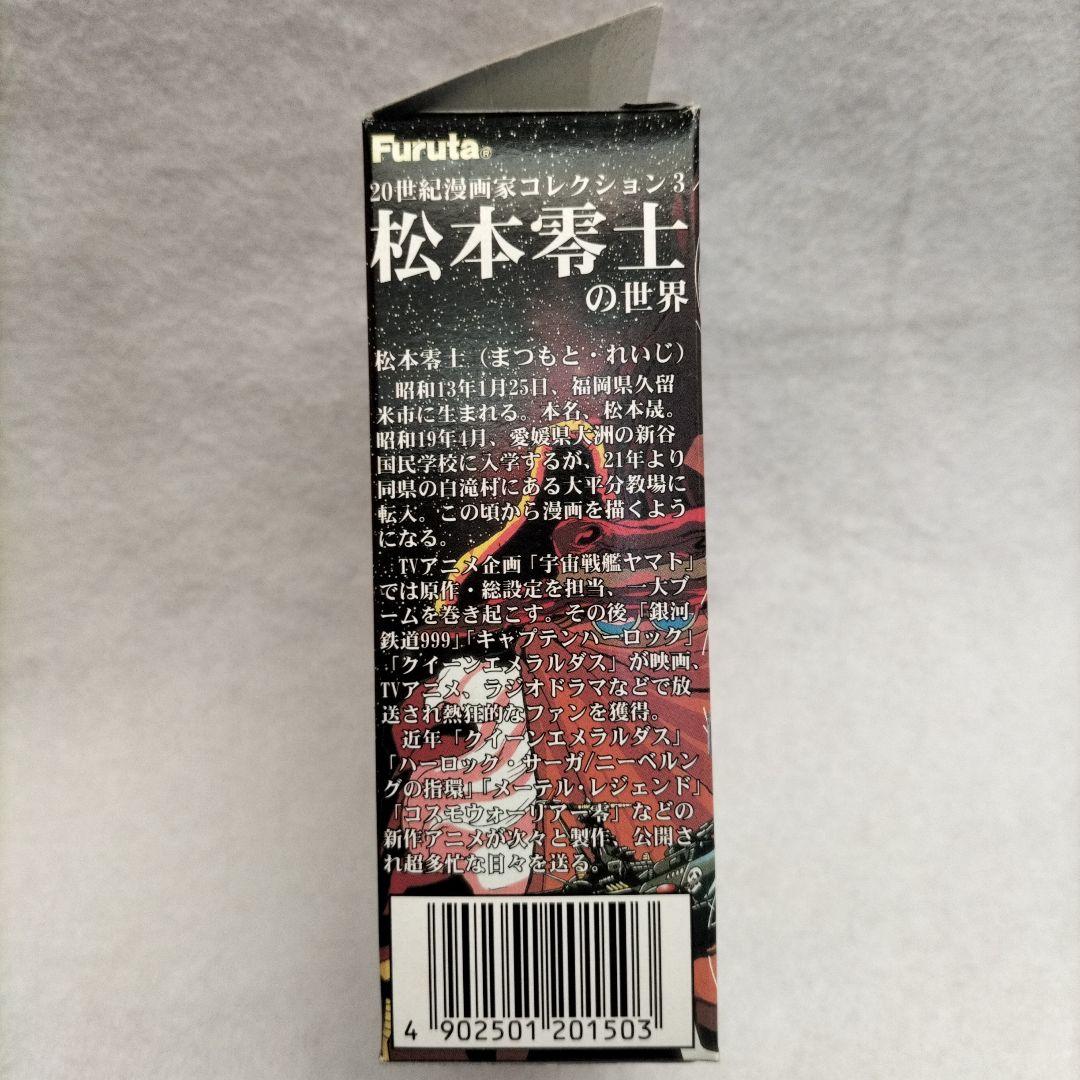 Furuta®
20世紀漫画家コレクション3
松本零士
の世界
松本零士（まつもと・れいじ）
昭和13年1月25日、福岡県久留
米市に生まれる。本名、松本晟。
昭和19年4月、愛媛県大洲の新谷
国民学校に入学するが、21年より
同県の白滝村にある大平分教場に
転入。この頃から漫画を描くよう
になる。
TVアニメ企画「宇宙戦艦ヤマト」
では原作・総設定を担当、一大ブ
ームを巻き起こす。その後「銀河
鉄道999」「キャプテンハーロック」
「クイーンエメラルダス」が映画、
TVアニメ、ラジオドラマなどで放
送され熱狂的なファンを獲得。
近年「クイーンエメラルダス」
「ハーロック・サーガ/ニーベルン
グの指環」「メーテル・レジェンド」
「コスモウォーリアー零」などの
新作アニメが次々と製作、公開さ
れ超多忙な日々を送る。
4 902501 201503